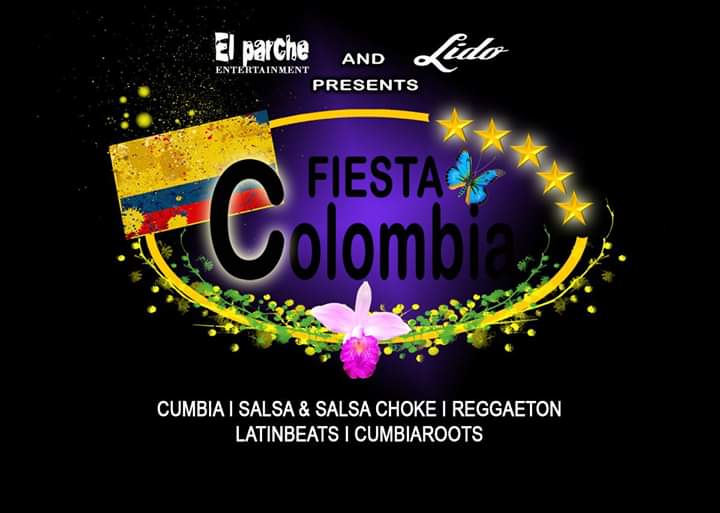 El parche
ENTERTAINMENT
AND
Lido
PRESENTS
FIESTA
Colombia
CUMBIA | SALSA & SALSA CHOKE | REGGAETON
LATINBEATS | CUMBIAROOTS